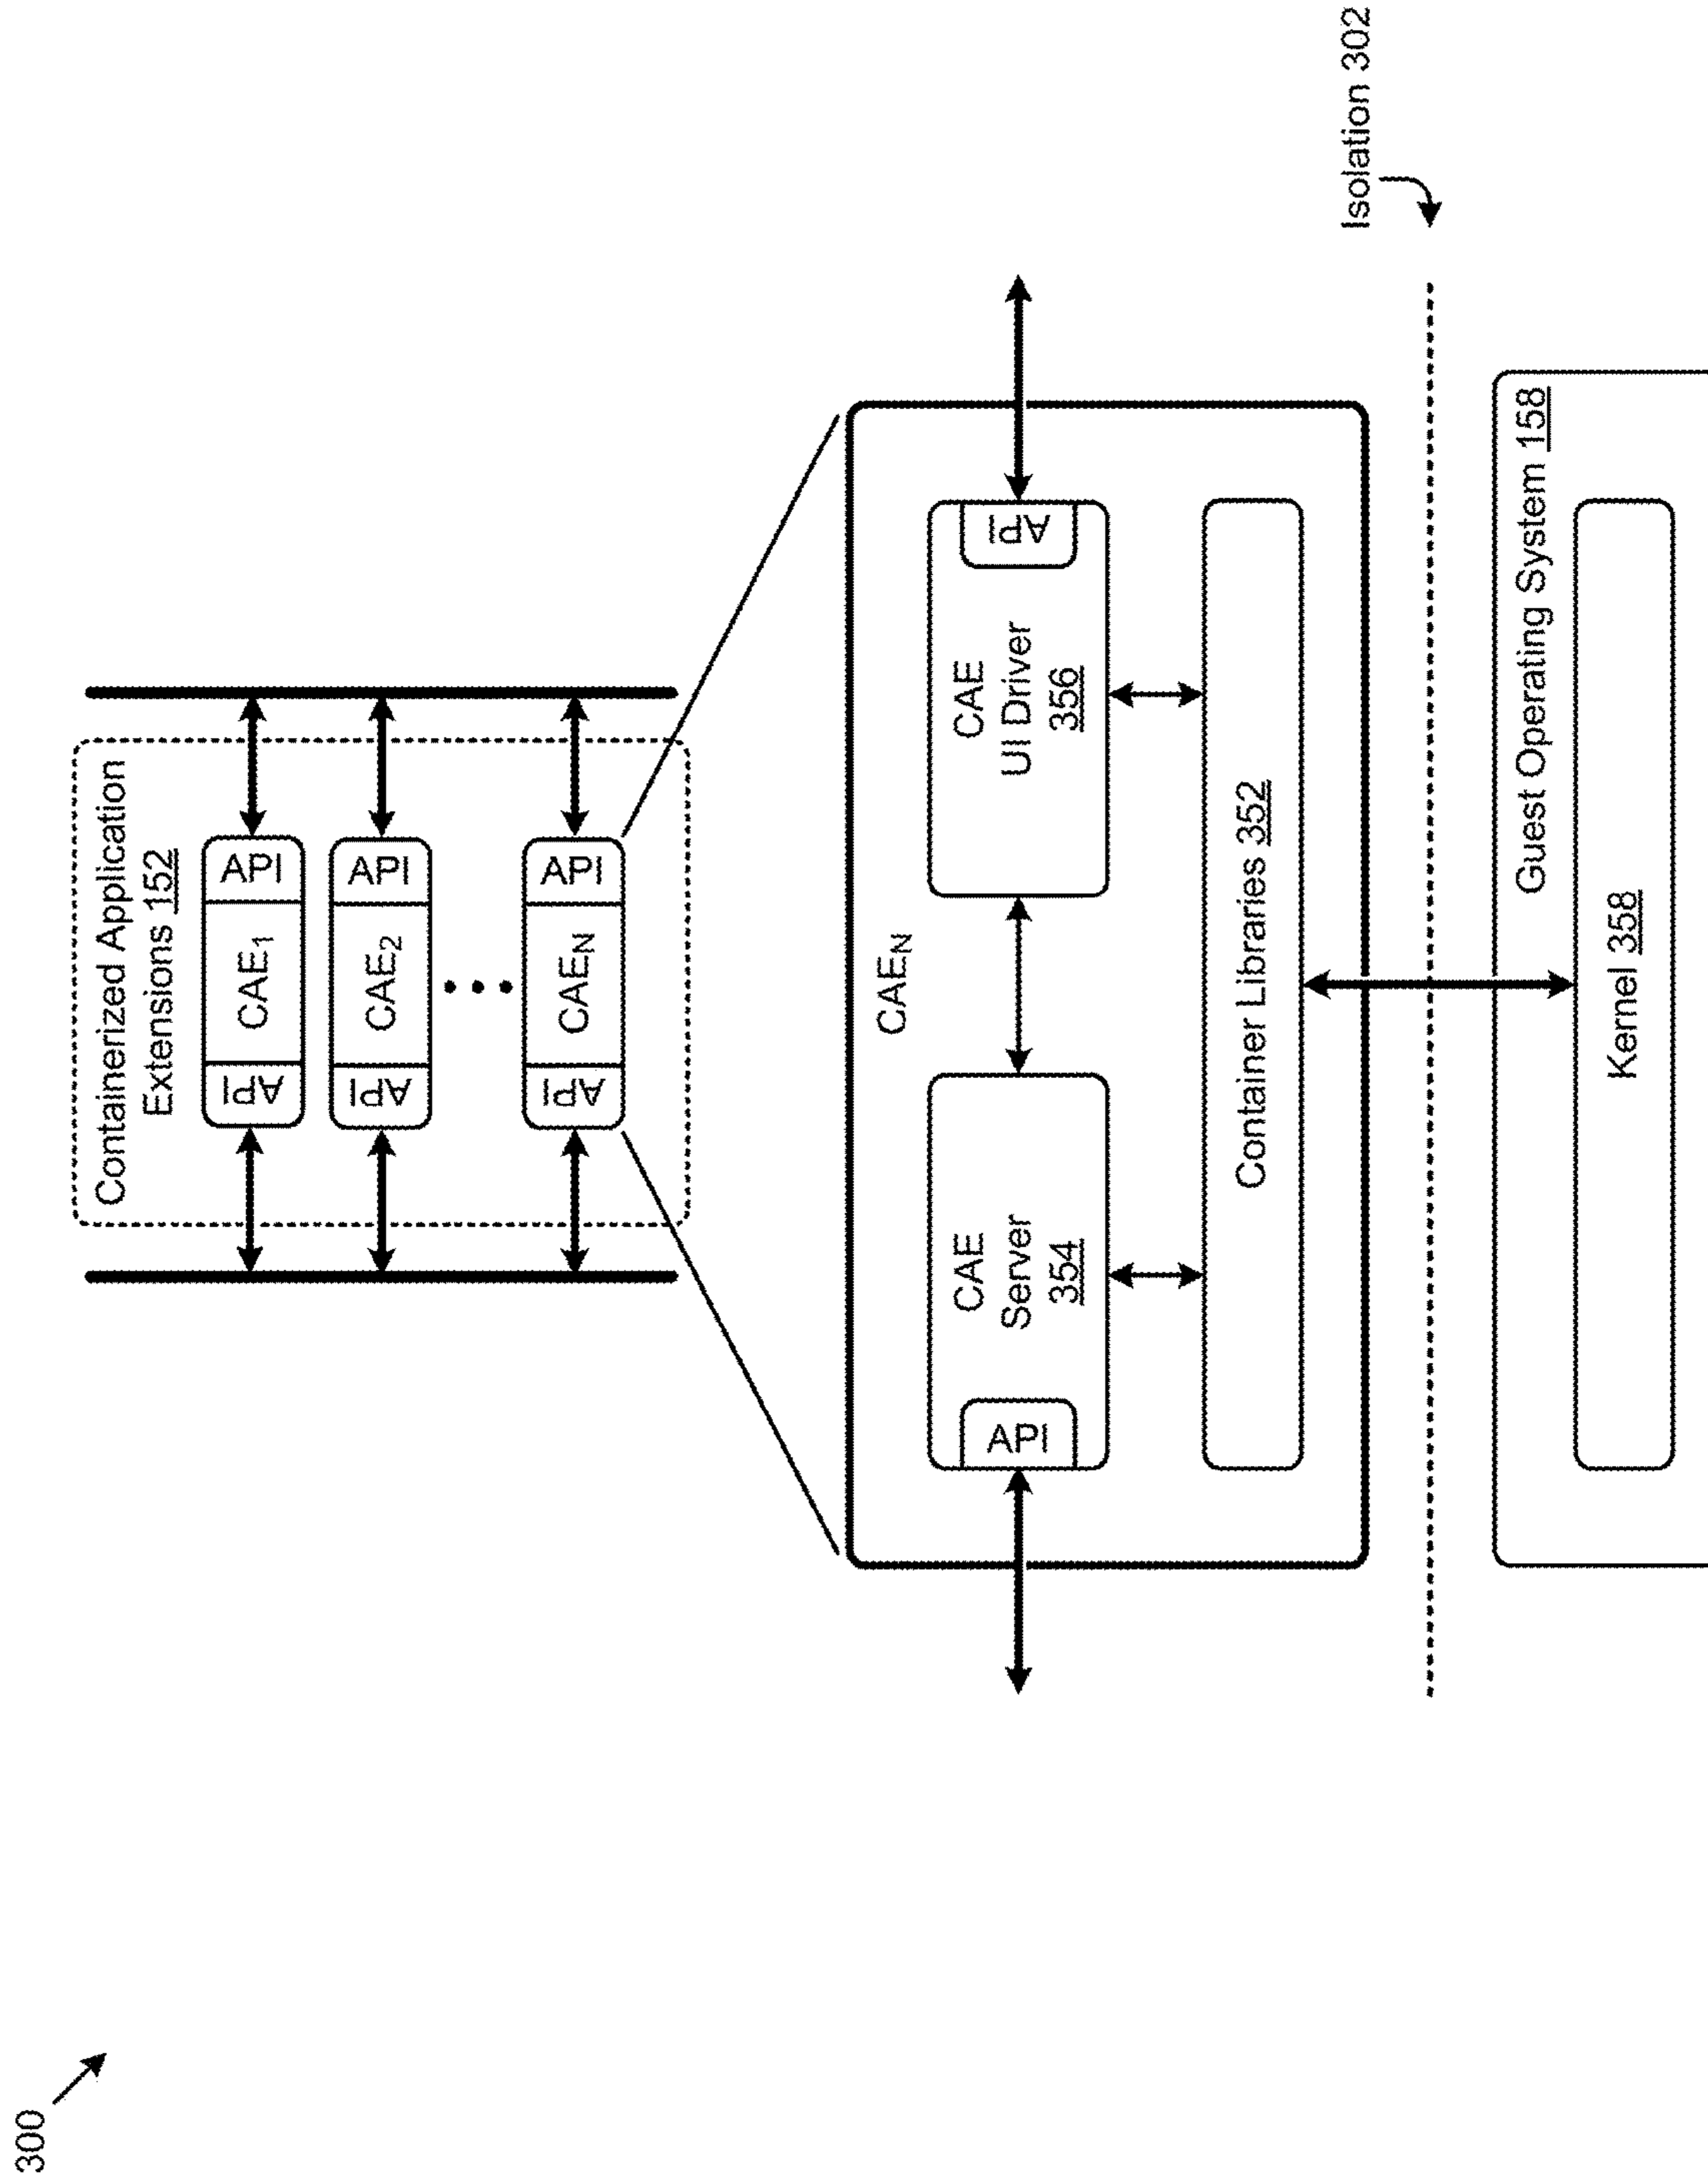 300
Containerized Application
Extensions 152
API
CAE1
API
API
CAE2
API
API
CAEN
API
CAEN
API
CAE
Server
354
CAE
UI Driver
356
API
Container Libraries 352
Isolation 302
Guest Operating System 158
Kernel 358